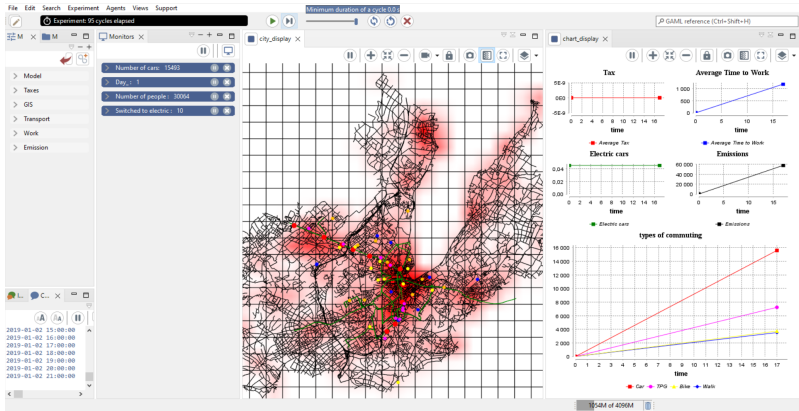 File Edit Search Experiment Agents Views Support
Minimum duration of a cycle 0.0 s
Experiment: 95 cycles elapsed
GAML reference (Ctrl+Shift+H)
M
M
Monitors
city_display
chart_display
Model
Taxes
GIS
Transport
Work
Emission
Number of cars: 15493
Day_: 1
Number of people : 30064
Switched to electric : 10
Tax
5E-9
0E0
-5E-9
0 2 4 6 8 10 12 14 16
time
Average Tax
Average Time to Work
1 000
500
0
0 2 4 6 8 10 12 14 16
time
Average Time to Work
Electric cars
0,04
0,02
0,00
0 2 4 6 8 10 12 14 16
time
Electric cars
Emissions
60 000
40 000
20 000
0
0 2 4 6 8 10 12 14 16
time
Emissions
types of commuting
16 000
14 000
12 000
10 000
8 000
6 000
4 000
2 000
0
0 1 2 3 4 5 6 7 8 9 10 11 12 13 14 15 16 17
time
Car TPG Bike Walk
I...
C...
2019-01-02 15:00:00
2019-01-02 16:00:00
2019-01-02 17:00:00
2019-01-02 18:00:00
2019-01-02 19:00:00
2019-01-02 20:00:00
2019-01-02 21:00:00
1054M of 4096M